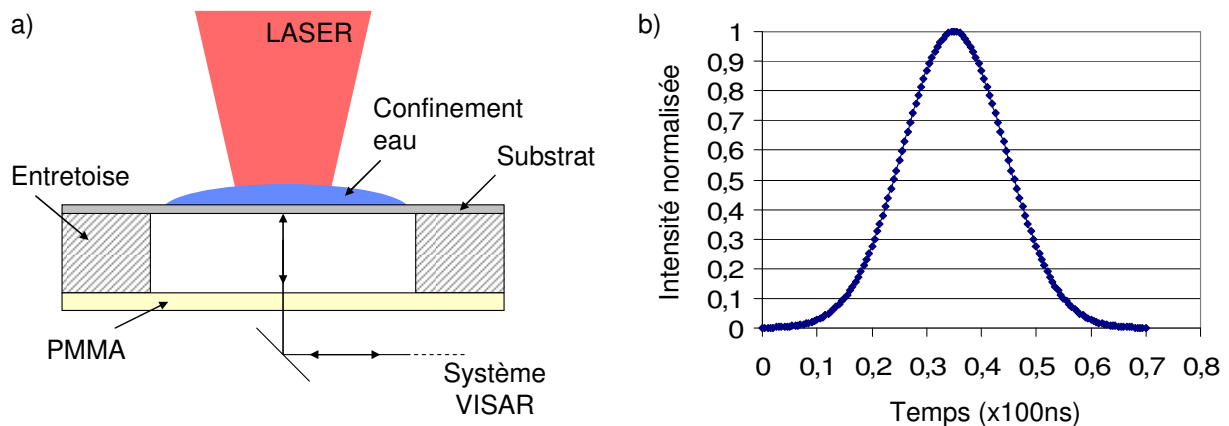 a)
LASER
Confinement
eau
Substrat
Entretoise
PMMA
Système
VISAR
b)
Intensité normalisée
1
0,9
0,8
0,7
0,6
0,5
0,4
0,3
0,2
0,1
0
0 0,1 0,2 0,3 0,4 0,5 0,6 0,7 0,8
Temps (x100ns)